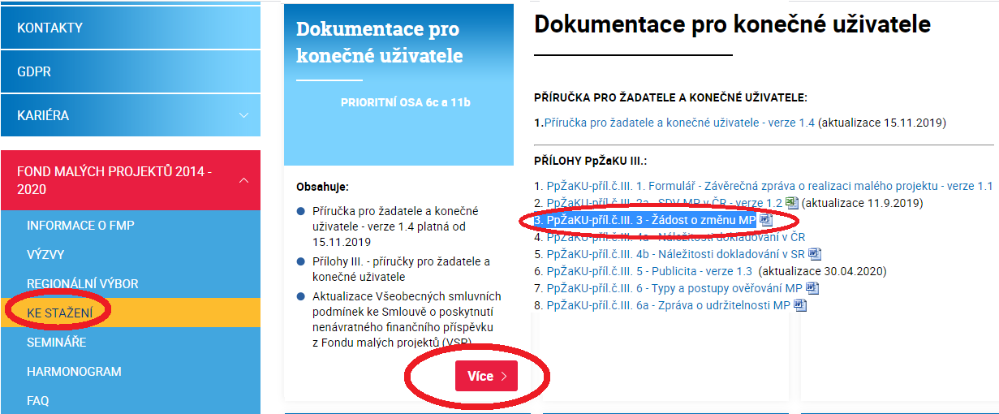 KONTAKTY
GDPR
KARIÉRA
FOND MALÝCH PROJEKTŮ 2014 -
2020
INFORMACE O FMP
VÝZVY
REGIONÁLNÍ VÝBOR
KE STAŽENÍ
SEMINÁŘE
HARMONOGRAM
FAQ
Dokumentace pro
konečné uživatele
PRIORITNÍ OSA 6c a 11b
Obsahuje:
Příručka pro žadatele a konečné
uživatele - verze 1.4 platná od
15.11.2019
Přílohy III. - příručky pro žadatele a
konečné uživatele
Aktualizace Všeobecných smluvních
podmínek ke Smlouvě o poskytnutí
nenávratného finančního příspěvku
z Fondu malých projektů (VSP)
Více
Dokumentace pro konečné uživatele
PŘÍRUČKA PRO ŽADATELE A KONEČNÉ UŽIVATELE:
1.Příručka pro žadatele a konečné uživatele - verze 1.4 (aktualizace 15.11.2019)
PŘÍLOHY PpŽaKU III.:
1. PpŽaKU-příl.č.III. 1. Formulář - Závěrečná zpráva o realizaci malého projektu - verze 1.1
2. PpŽaKU-příl.č.III. 2a - SDV MP v ČR - verze 1.2 (aktualizace 11.9.2019)
3. PpŽaKU-příl.č.III. 3 - Žádost o změnu MP
4. PpŽaKU-příl.č.III. 4a - Náležitosti dokladování v ČR
5. PpŽaKU-příl.č.III. 4b - Náležitosti dokladování v SR
6. PpŽaKU-příl.č.III. 5 - Publicita - verze 1.3 (aktualizace 30.04.2020)
7. PpŽaKU-příl.č.III. 6 - Typy a postupy ověřování MP
8. PpŽaKU-příl.č.III. 6a - Zpráva o udržitelnosti MP